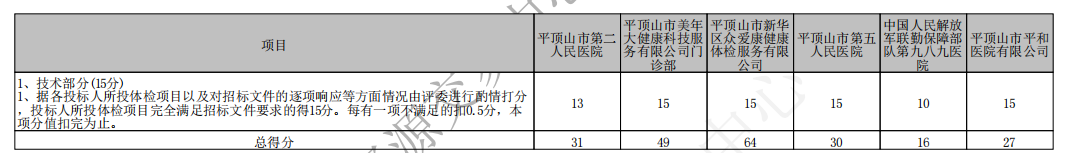 项目
平顶山市第二
人民医院
平顶山市美年
大健康科技服
务有限公司门
诊部
平顶山市新华
区众爱康健康
体检服务有限
公司
平顶山市第五
人民医院
中国人民解放
军联勤保障部
队第九八九医
院
平顶山市平和
医院有限公司
1、技术部分(15分)
1、据各投标人所投体检项目以及对招标文件的逐项响应等方面情况由评委进行酌情打分
，投标人所投体检项目完全满足招标文件要求的得15分。每有一项不满足的扣0.5分，本
项分值扣完为止。
13
15
15
15
10
15
总得分
31
49
64
30
16
27